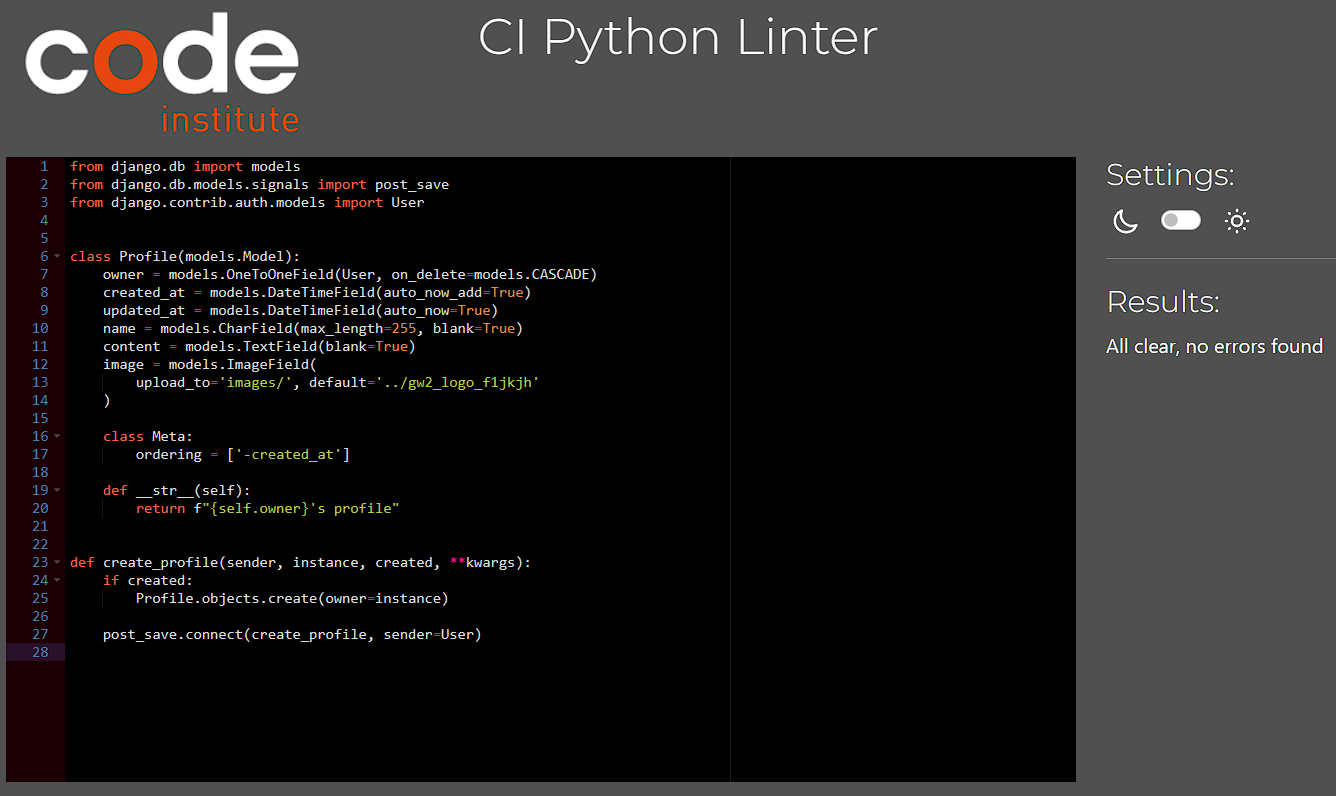 code
institute
CI Python Linter
1 from django.db import models
2 from django.db.models.signals import post_save
3 from django.contrib.auth.models import User
4
5
6 class Profile(models.Model):
7     owner = models.OneToOneField(User, on_delete=models.CASCADE)
8     created_at = models.DateTimeField(auto_now_add=True)
9     updated_at = models.DateTimeField(auto_now=True)
10     name = models.CharField(max_length=255, blank=True)
11     content = models.TextField(blank=True)
12     image = models.ImageField(
13         upload_to='images/', default='../gw2_logo_f1jkjh'
14     )
15
16     class Meta:
17         ordering = ['-created_at']
18
19     def __str__(self):
20         return f"{self.owner}'s profile"
21
22
23 def create_profile(sender, instance, created, **kwargs):
24     if created:
25         Profile.objects.create(owner=instance)
26
27     post_save.connect(create_profile, sender=User)
28
Settings:
Results:
All clear, no errors found